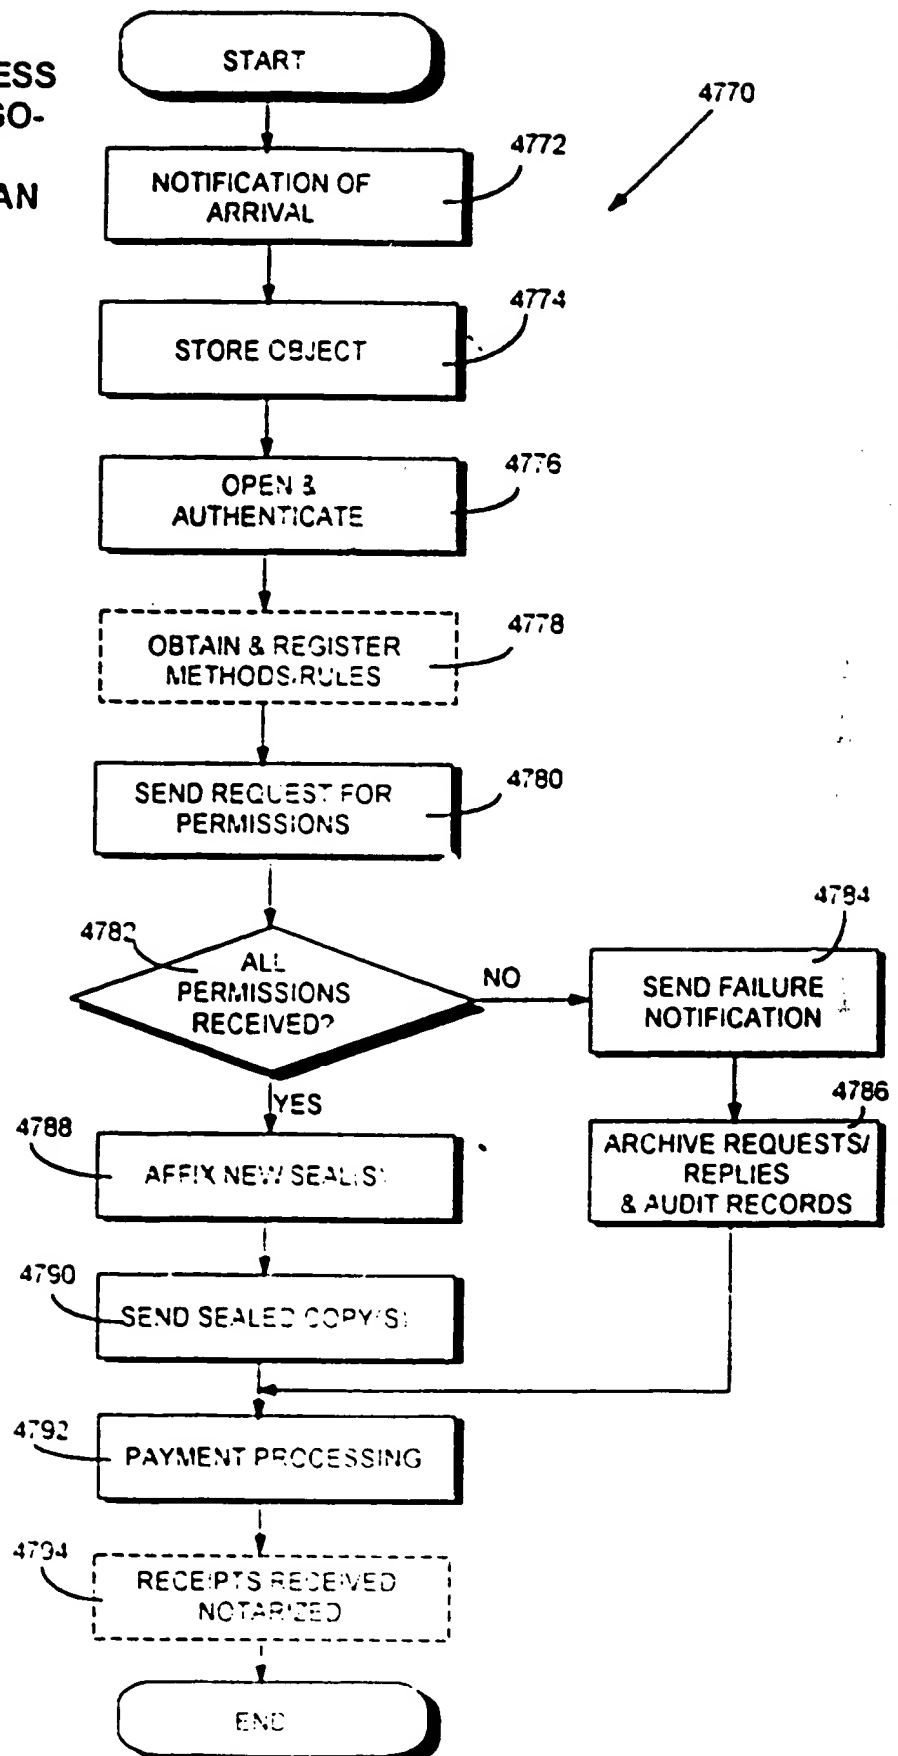 START
ESS
GO-
AN
4770
4772
NOTIFICATION OF
ARRIVAL
4774
STORE OBJECT
4776
OPEN &
AUTHENTICATE
4778
OBTAIN & REGISTER
METHODS/RULES
4780
SEND REQUEST FOR
PERMISSIONS
4782
ALL
PERMISSIONS
RECEIVED?
NO
4784
SEND FAILURE
NOTIFICATION
YES
4786
ARCHIVE REQUESTS/
REPLIES
& AUDIT RECORDS
4788
AFFIX NEW SEAL(S)
4790
SEND SEALED COPY(S)
4792
PAYMENT PROCESSING
4794
RECEIPTS RECEIVED
NOTARIZED
END